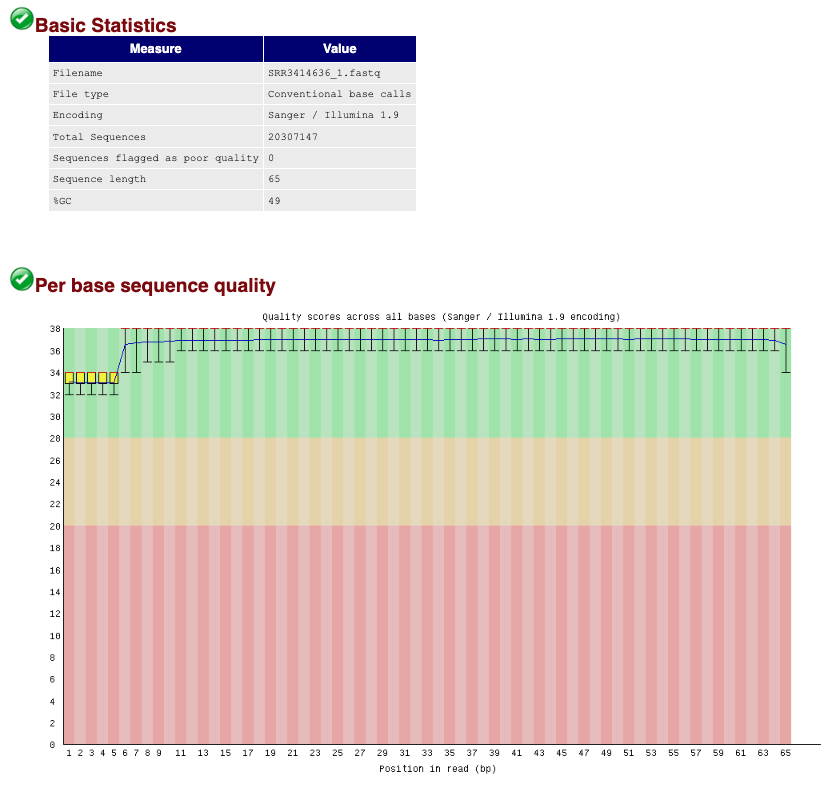 Basic Statistics
Measure Value
Filename SRR3414636_1.fastq
File type Conventional base calls
Encoding Sanger / Illumina 1.9
Total Sequences 20307147
Sequences flagged as poor quality 0
Sequence length 65
%GC 49
Per base sequence quality
Quality scores across all bases (Sanger / Illumina 1.9 encoding)
38
36
34
32
30
28
26
24
22
20
18
16
14
12
10
8
6
4
2
0
1 2 3 4 5 6 7 8 9 11 13 15 17 19 21 23 25 27 29 31 33 35 37 39 41 43 45 47 49 51 53 55 57 59 61 63 65
Position in read (bp)